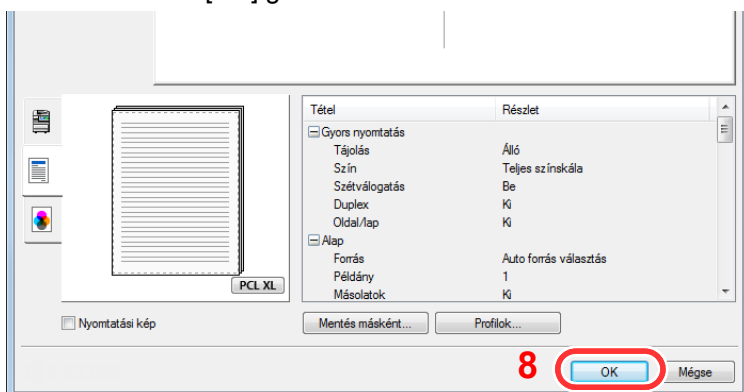 Tétel Részlet
Gyors nyomtatás
Tájolás Álló
Szín Teljes színskála
Szétválogatás Be
Duplex Ki
Oldal/lap Ki
Alap
Forrás Auto forrás választás
Példány 1
Másolatok Ki
PCL XL
Nyomtatási kép
Mentés másként... Profilok...
8 OK Mégse